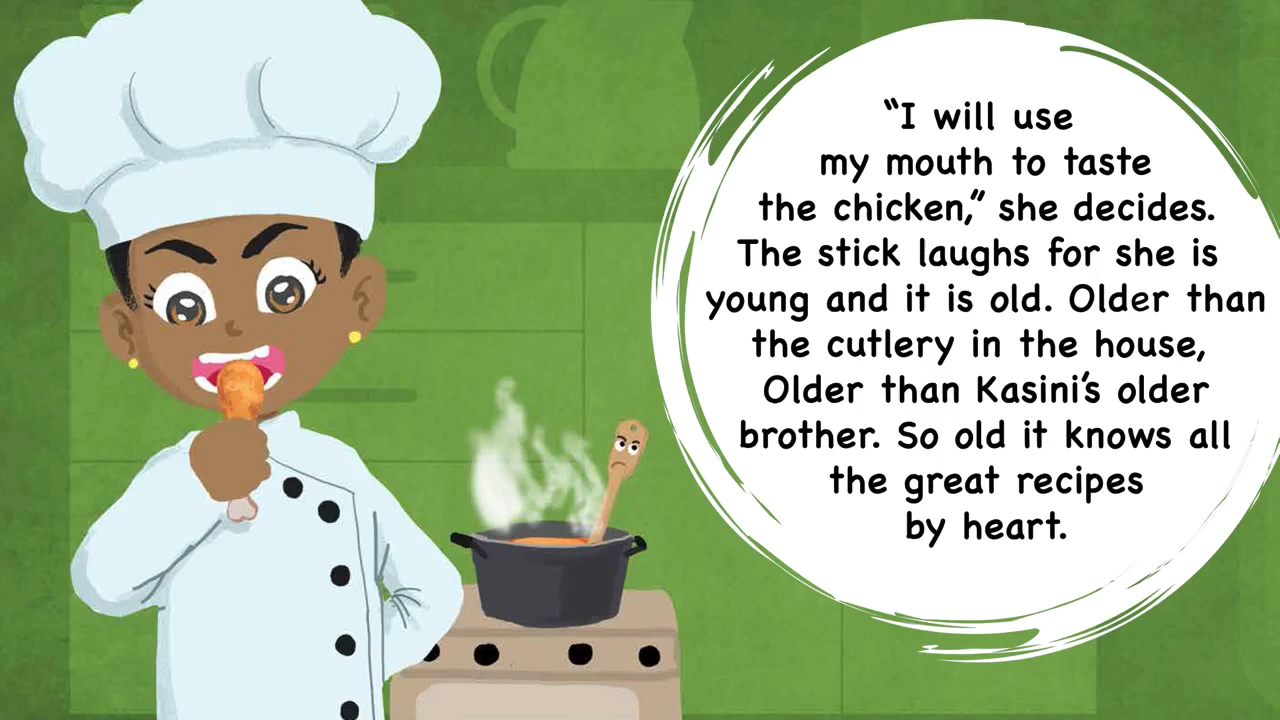 “I will use
my mouth to taste
the chicken,” she decides.
The stick laughs for she is
young and it is old. Older than
the cutlery in the house,
Older than Kasini’s older
brother. So old it knows all
the great recipes
by heart.